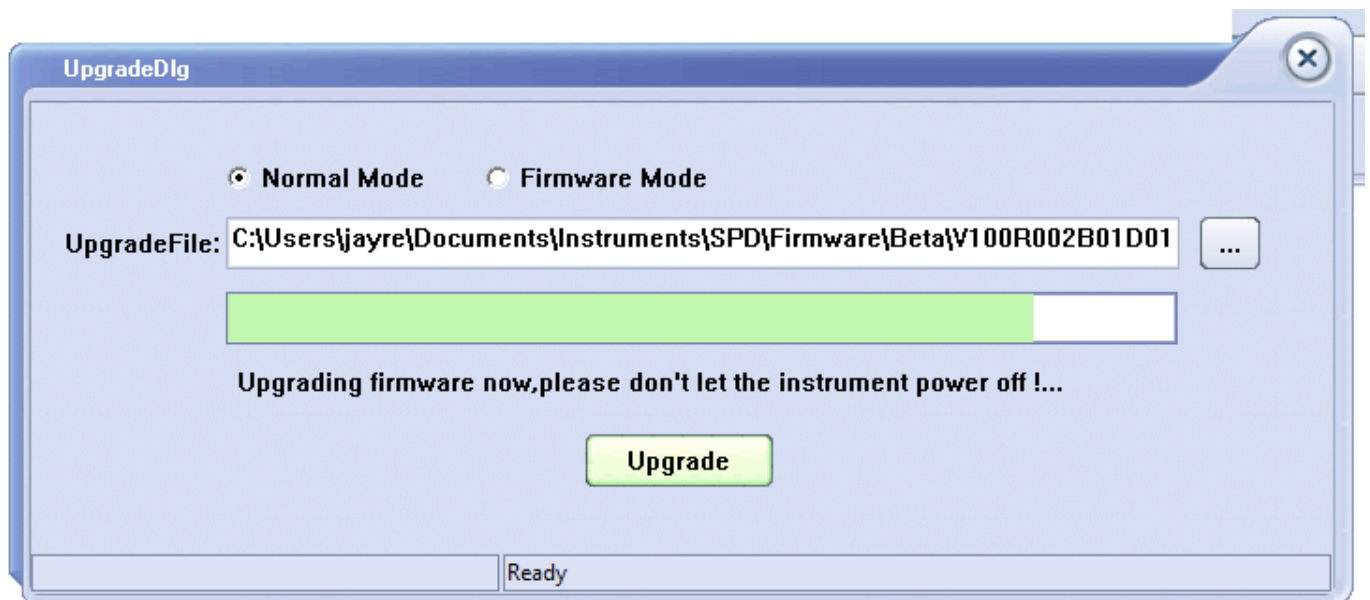 UpgradeDlg
Normal Mode Firmware Mode
UpgradeFile: C:\Users\jayre\Documents\Instruments\SPD\Firmware\Beta\V100R002B01D01 ...
Upgrading firmware now,please don't let the instrument power off !...
Upgrade
Ready